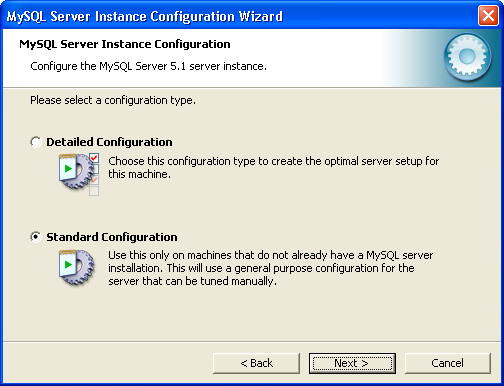 MySQL Server Instance Configuration Wizard
MySQL Server Instance Configuration
Configure the MySQL Server 5.1 server instance.
Please select a configuration type.
Detailed Configuration
Choose this configuration type to create the optimal server setup for
this machine.
Standard Configuration
Use this only on machines that do not already have a MySQL server
installation. This will use a general purpose configuration for the
server that can be tuned manually.
< Back
Next >
Cancel